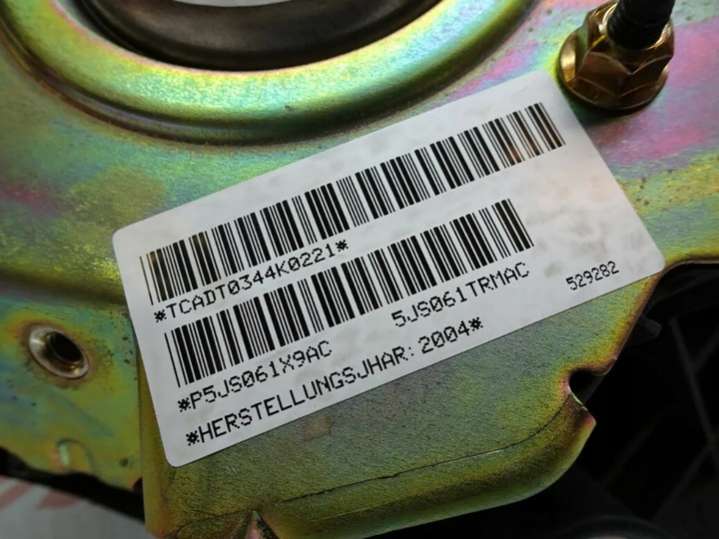 *TCADT0344K0221*
*P5JS061X9AC 5JS061TRMAC
*HERSTELLUNGSJHAR: 2004* 529282